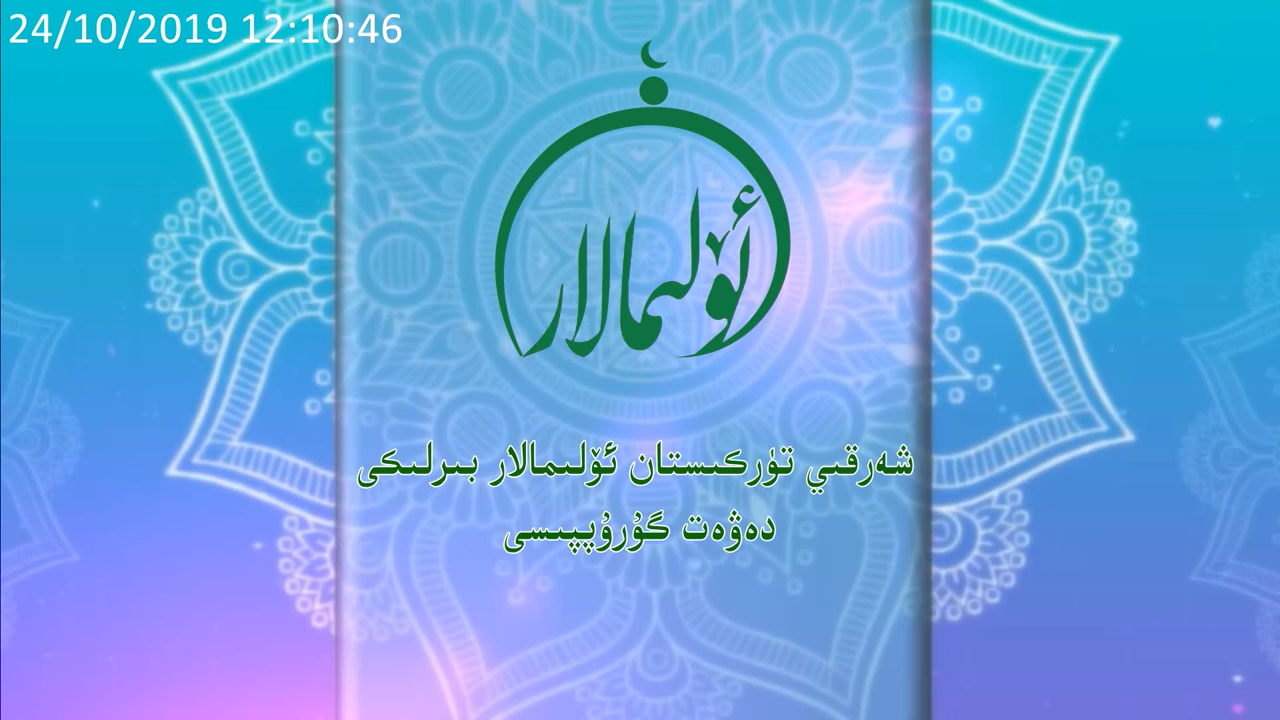 24/10/2019 12:10:46
ئۆلىمالار
شەرقىي تۈركىستان ئۆلىمالار بىرلىكى
دەۋەت گۇرۇپپىسى